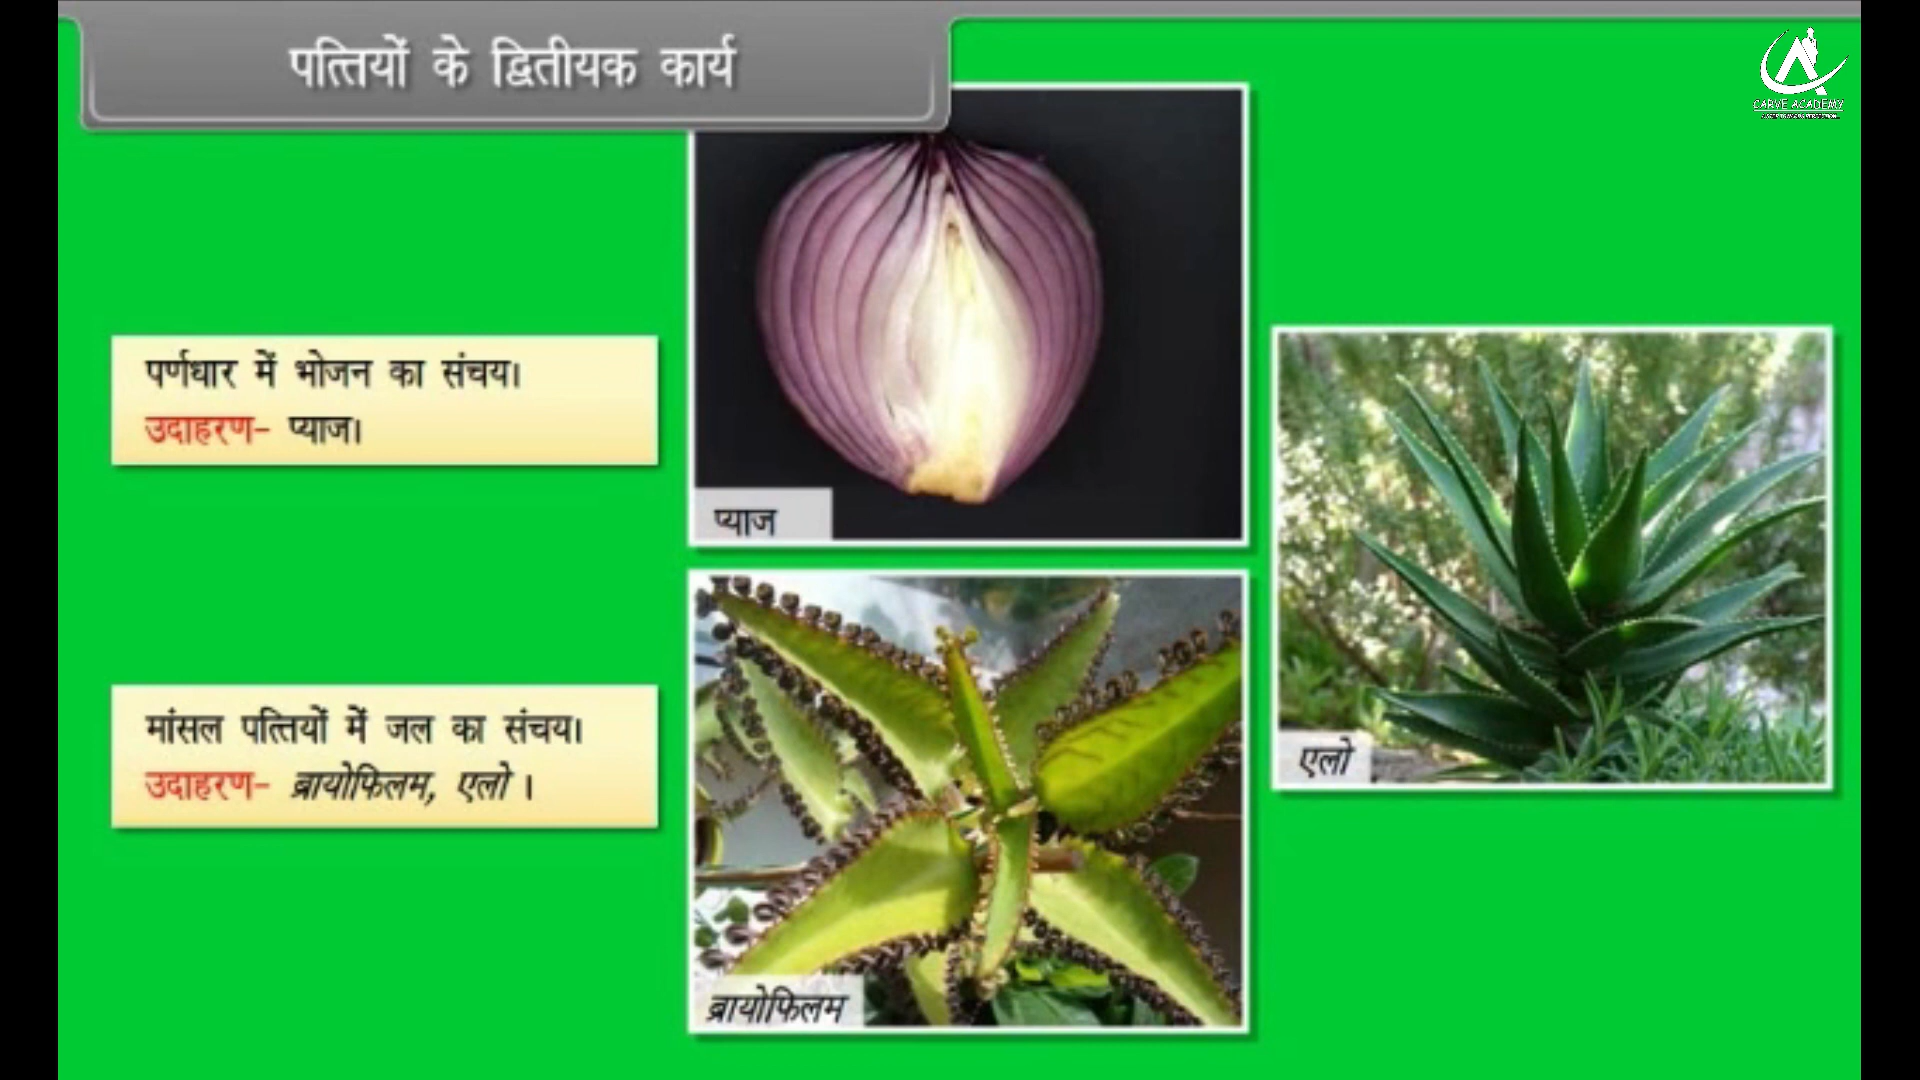 पत्तियों के द्वितीयक कार्य
CARVE ACADEMY
पर्णधार में भोजन का संचय।
उदाहरण- प्याज।
प्याज
एलो
मांसल पत्तियों में जल का संचय।
उदाहरण- ब्रायोफिलम, एलो ।
ब्रायोफिलम